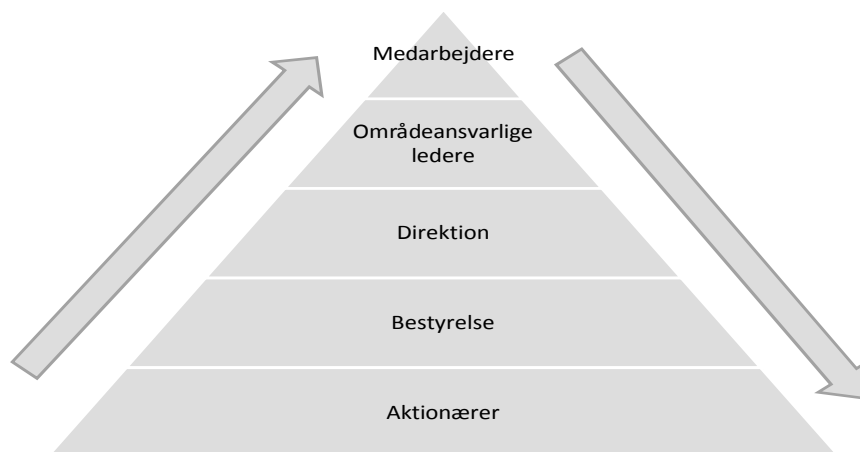 Medarbejdere
Områdeansvarlige
ledere
Direktion
Bestyrelse
Aktionærer